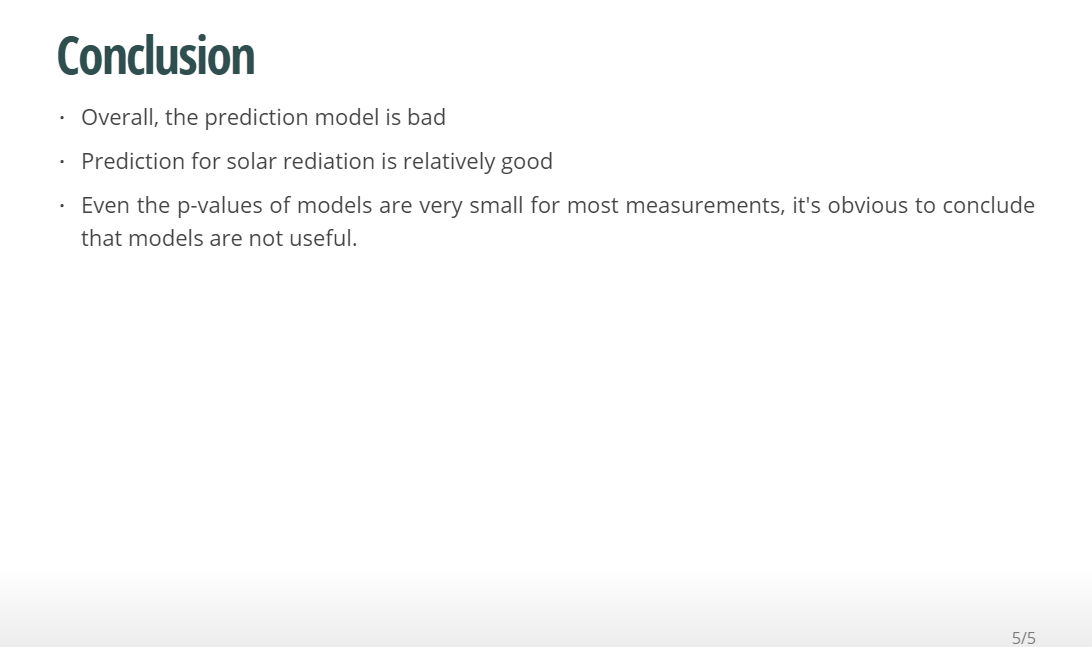 Conclusion
· Overall, the prediction model is bad
· Prediction for solar rediation is relatively good
· Even the p-values of models are very small for most measurements, it's obvious to conclude
that models are not useful.
5/5